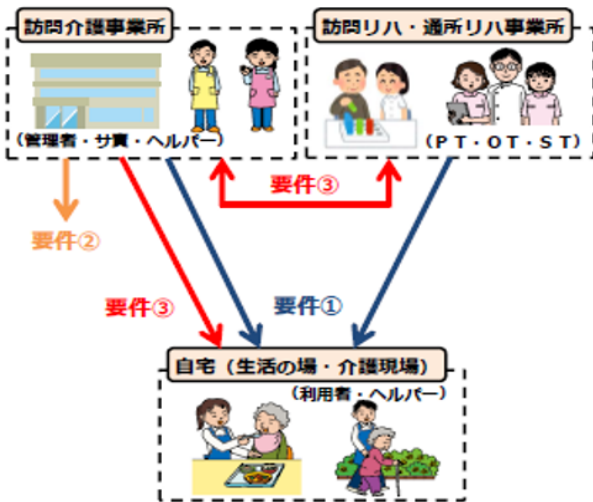 訪問介護事業所
訪問リハ・通所リハ事業所
（管理者・サ責・ヘルパー）
（ＰＴ・ＯＴ・ＳＴ）
要件③
要件②
要件③
要件①
自宅（生活の場・介護現場）
（利用者・ヘルパー）